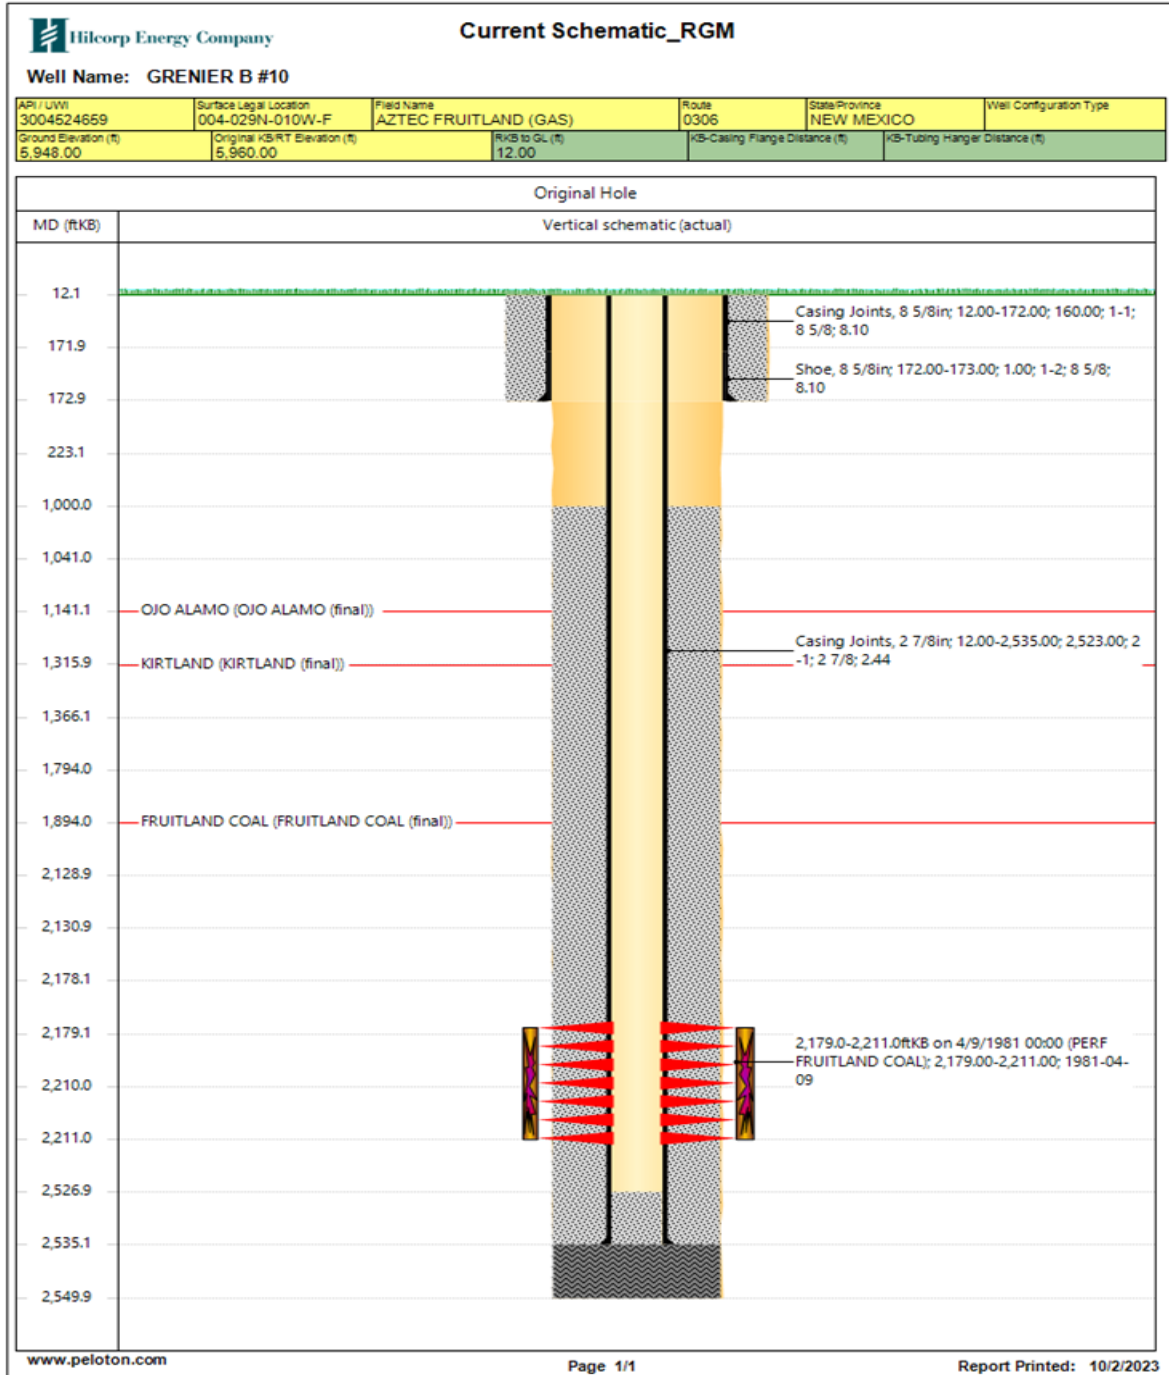 Hilcorp Energy Company
Current Schematic_RGM
Well Name: GRENIER B #10
API / UWI
3004524659
Surface Legal Location
004-029N-010W-F
Field Name
AZTEC FRUITLAND (GAS)
Route
0306
State/Province
NEW MEXICO
Well Configuration Type
Ground Elevation (ft)
5,948.00
Original KB/RT Elevation (ft)
5,960.00
RKB to GL (ft)
12.00
KB-Casing Flange Distance (ft)
KB-Tubing Hanger Distance (ft)
Original Hole
MD (ftKB)
Vertical schematic (actual)
12.1
Casing Joints, 8 5/8in; 12.00-172.00; 160.00; 1-1;
8 5/8; 8.10
171.9
Shoe, 8 5/8in; 172.00-173.00; 1.00; 1-2; 8 5/8;
8.10
172.9
223.1
1,000.0
1,041.0
1,141.1
OJO ALAMO (OJO ALAMO (final))
Casing Joints, 2 7/8in; 12.00-2,535.00; 2,523.00; 2
-1; 2 7/8; 2.44
1,315.9
KIRTLAND (KIRTLAND (final))
1,366.1
1,794.0
1,894.0
FRUITLAND COAL (FRUITLAND COAL (final))
2,128.9
2,130.9
2,178.1
2,179.1
2,179.0-2,211.0ftKB on 4/9/1981 00:00 (PERF
FRUITLAND COAL); 2,179.00-2,211.00; 1981-04-
09
2,210.0
2,211.0
2,526.9
2,535.1
2,549.9
www.peloton.com
Page 1/1
Report Printed: 10/2/2023